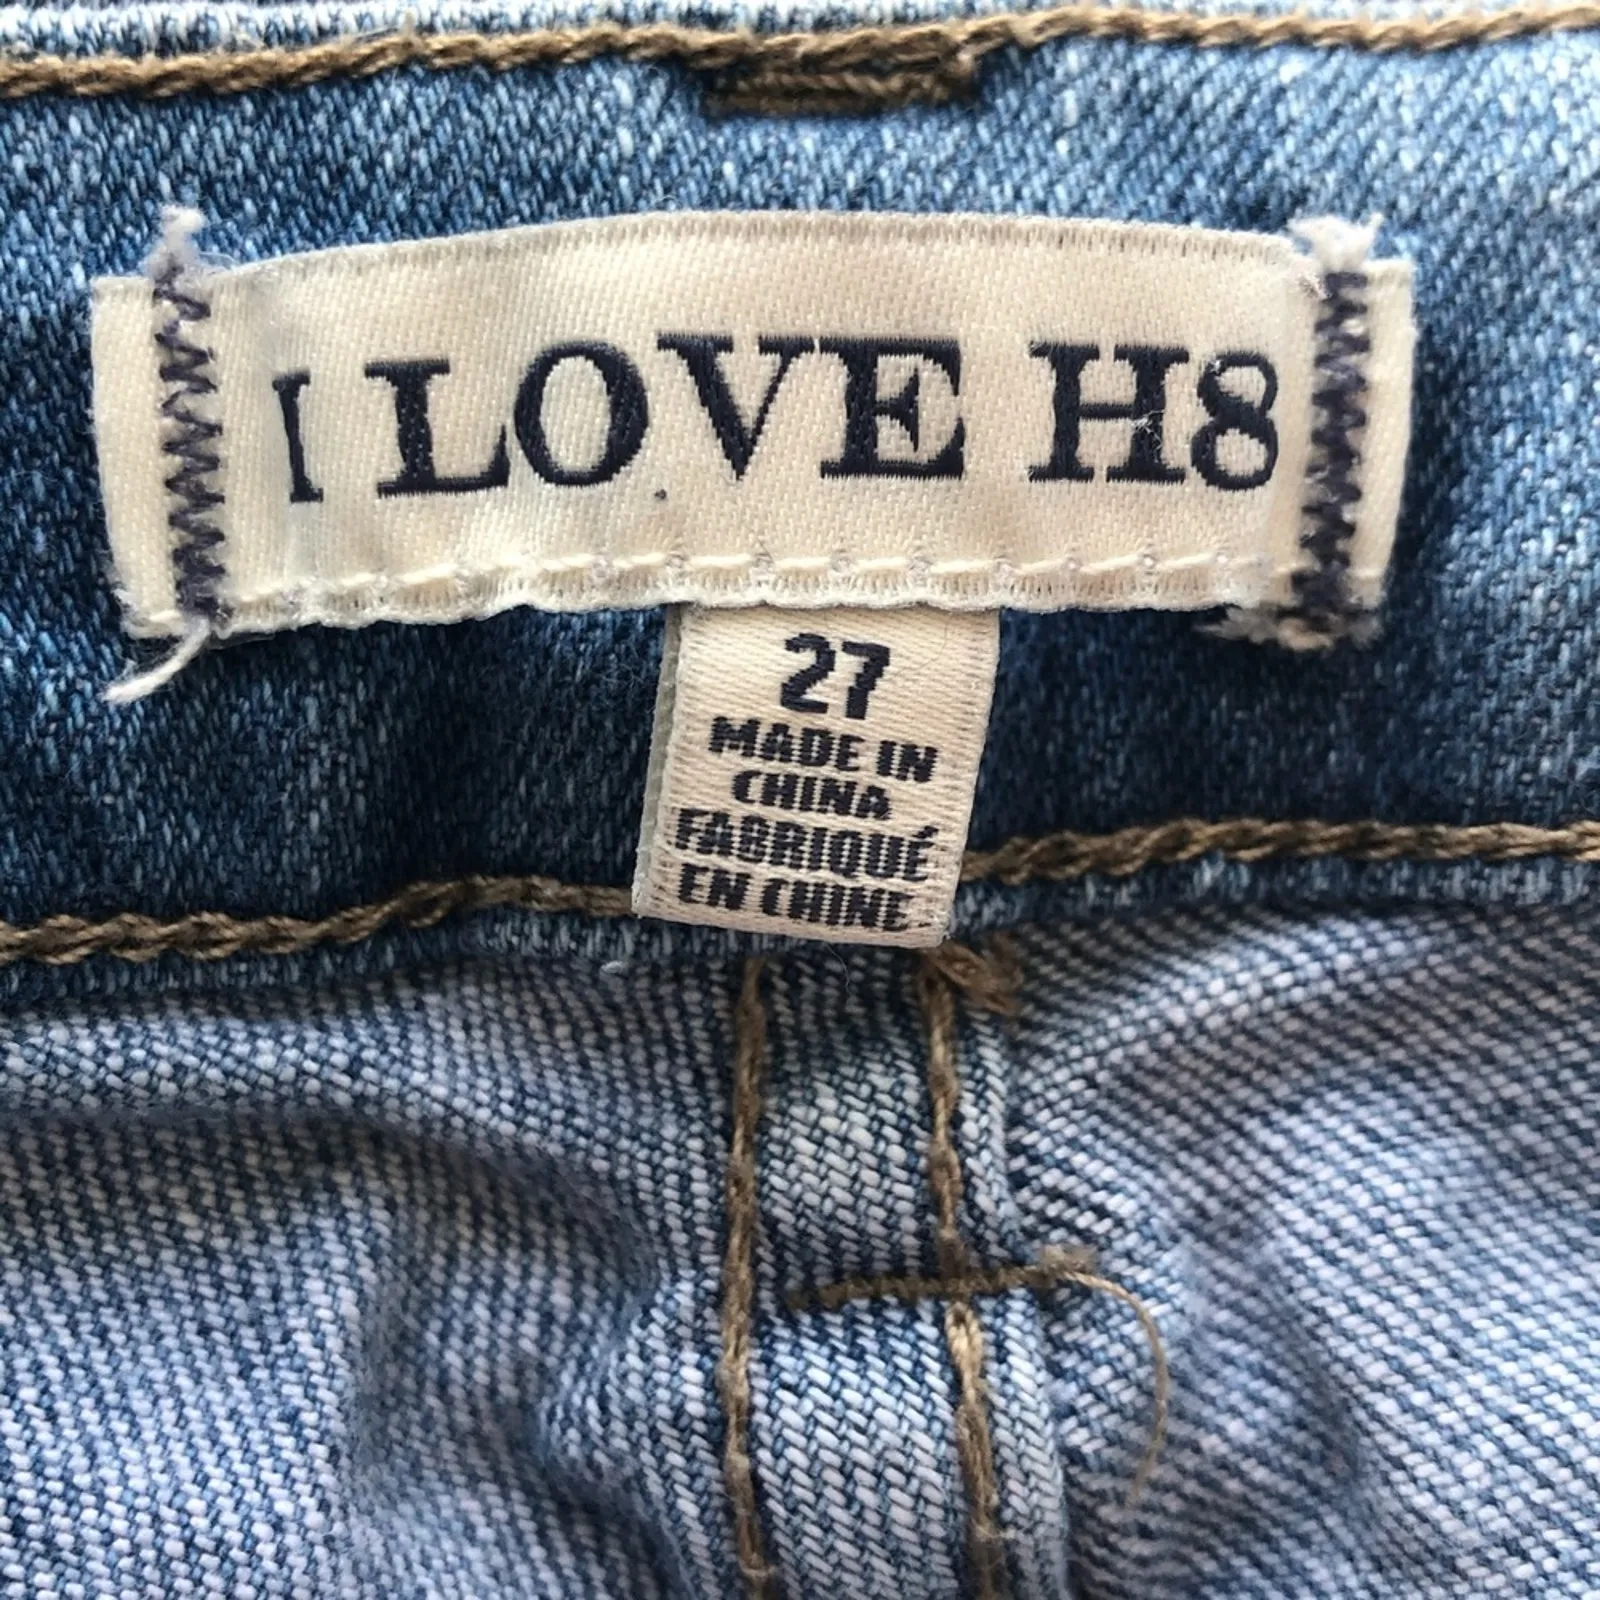 I LOVE H8
27
MADE IN
CHINA
FABRIQUÉ
EN CHINE